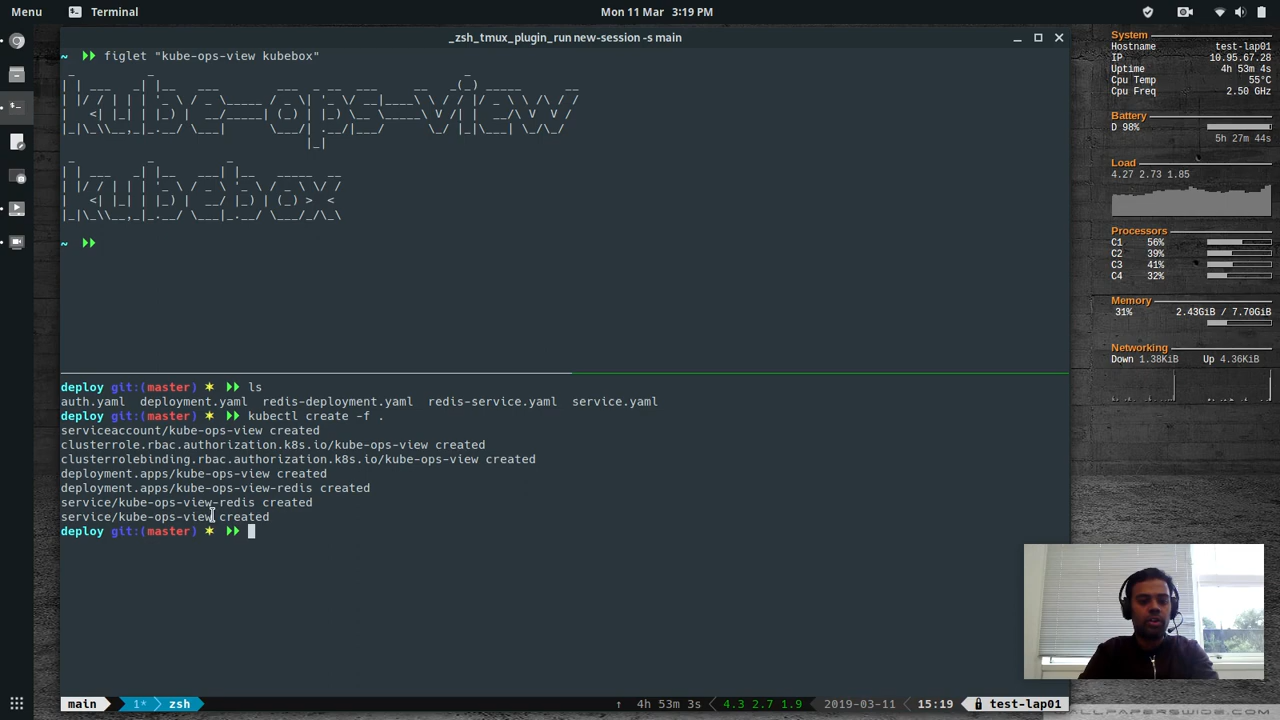 Menu
Terminal
Mon 11 Mar 3:19 PM
_zsh_tmux_plugin_run new-session -s main
~ figlet "kube-ops-view kubebox"
kube-ops-view
kubebox
~
deploy git:(master) ls
auth.yaml deployment.yaml redis-deployment.yaml redis-service.yaml service.yaml
deploy git:(master) kubectl create -f .
serviceaccount/kube-ops-view created
clusterrole.rbac.authorization.k8s.io/kube-ops-view created
clusterrolebinding.rbac.authorization.k8s.io/kube-ops-view created
deployment.apps/kube-ops-view created
deployment.apps/kube-ops-view-redis created
service/kube-ops-view-redis created
service/kube-ops-view created
deploy git:(master)
main 1* zsh ↑ 4h 53m 3s 4.3 2.7 1.9 2019-03-11 15:19 test-lap01
System
Hostname test-lap01
IP 10.95.67.28
Uptime 4h 53m 4s
Cpu Temp 55°C
Cpu Freq 2.50 GHz
Battery
D 98%
5h 27m 44s
Load
4.27 2.73 1.85
Processors
C1 56%
C2 39%
C3 41%
C4 32%
Memory
31% 2.43GiB / 7.70GiB
Networking
Down 1.38KiB Up 4.36KiB